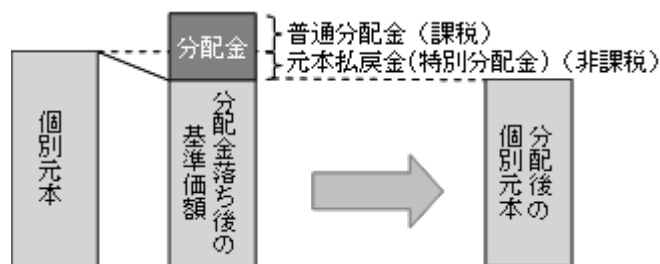 分配金
普通分配金（課税）
元本払戻金(特別分配金)（非課税）
個別元本
分配金落ち後の
基準価額
分配後の
個別元本